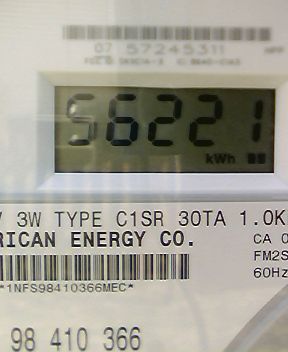 07 57245311
56221
kWh
V 3W TYPE C1SR 30TA 1.0K
RICAN ENERGY CO.
CA 0
FM2S
60Hz
*1NFS98410366MEC*
98 410 366